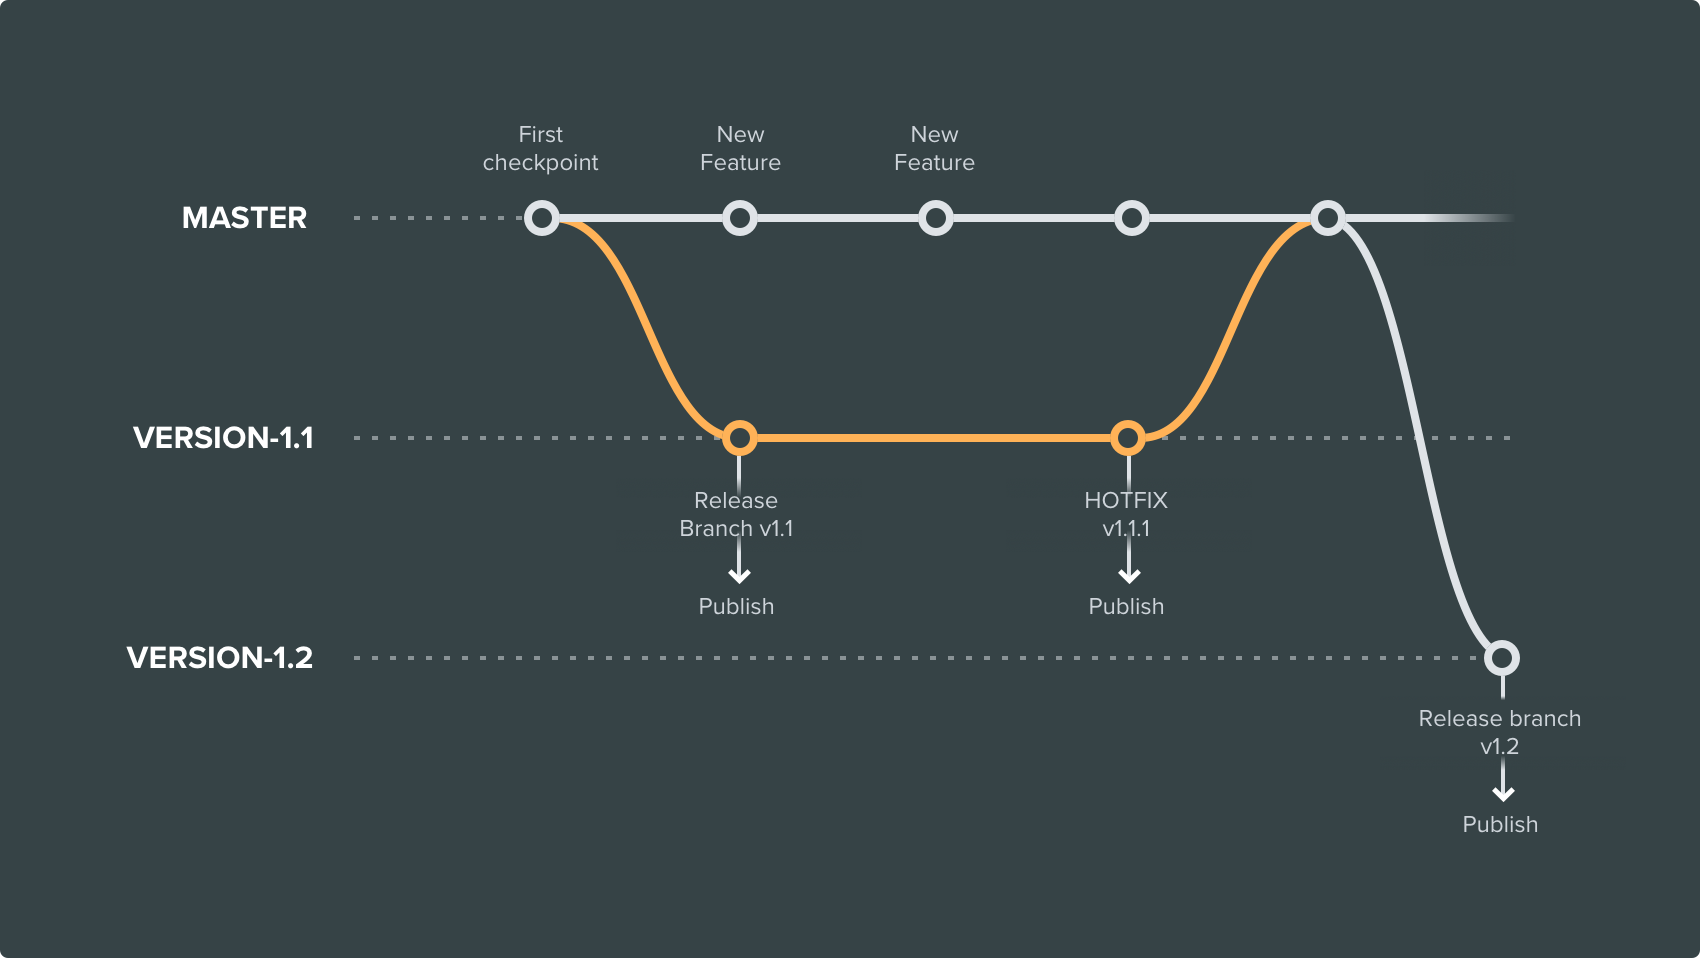 First
checkpoint
New
Feature
New
Feature
MASTER
VERSION-1.1
Release
Branch v1.1
Publish
HOTFIX
v1.1.1
Publish
VERSION-1.2
Release branch
v1.2
Publish